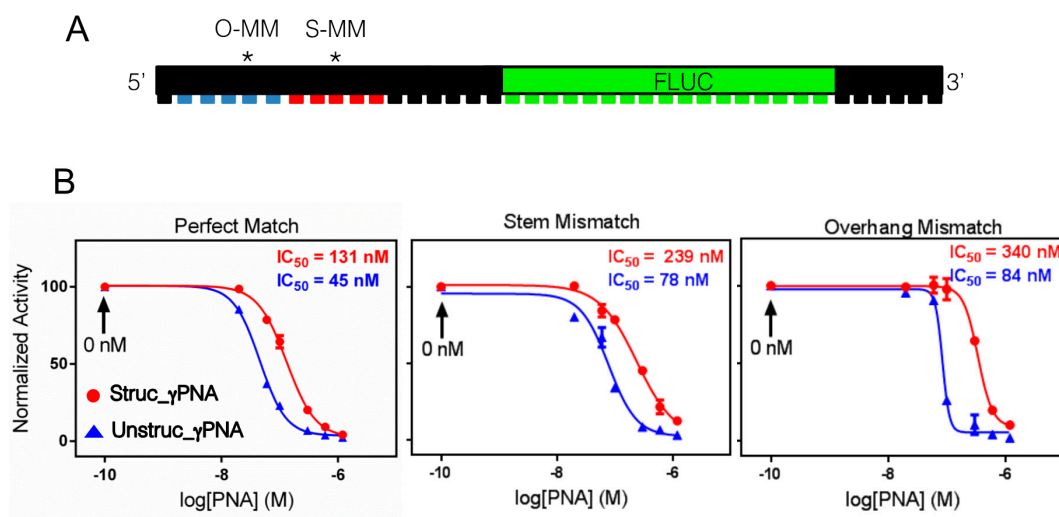 A
O-MM S-MM
* *
5’ FLUC 3’
B
Perfect Match
IC50 = 131 nM
IC50 = 45 nM
Normalized Activity
100
50
0
0 nM
Struc_γPNA
Unstruc_γPNA
-10 -8 -6
log[PNA] (M)
Stem Mismatch
IC50 = 239 nM
IC50 = 78 nM
0 nM
-10 -8 -6
log[PNA] (M)
Overhang Mismatch
IC50 = 340 nM
IC50 = 84 nM
0 nM
-10 -8 -6
log[PNA] (M)